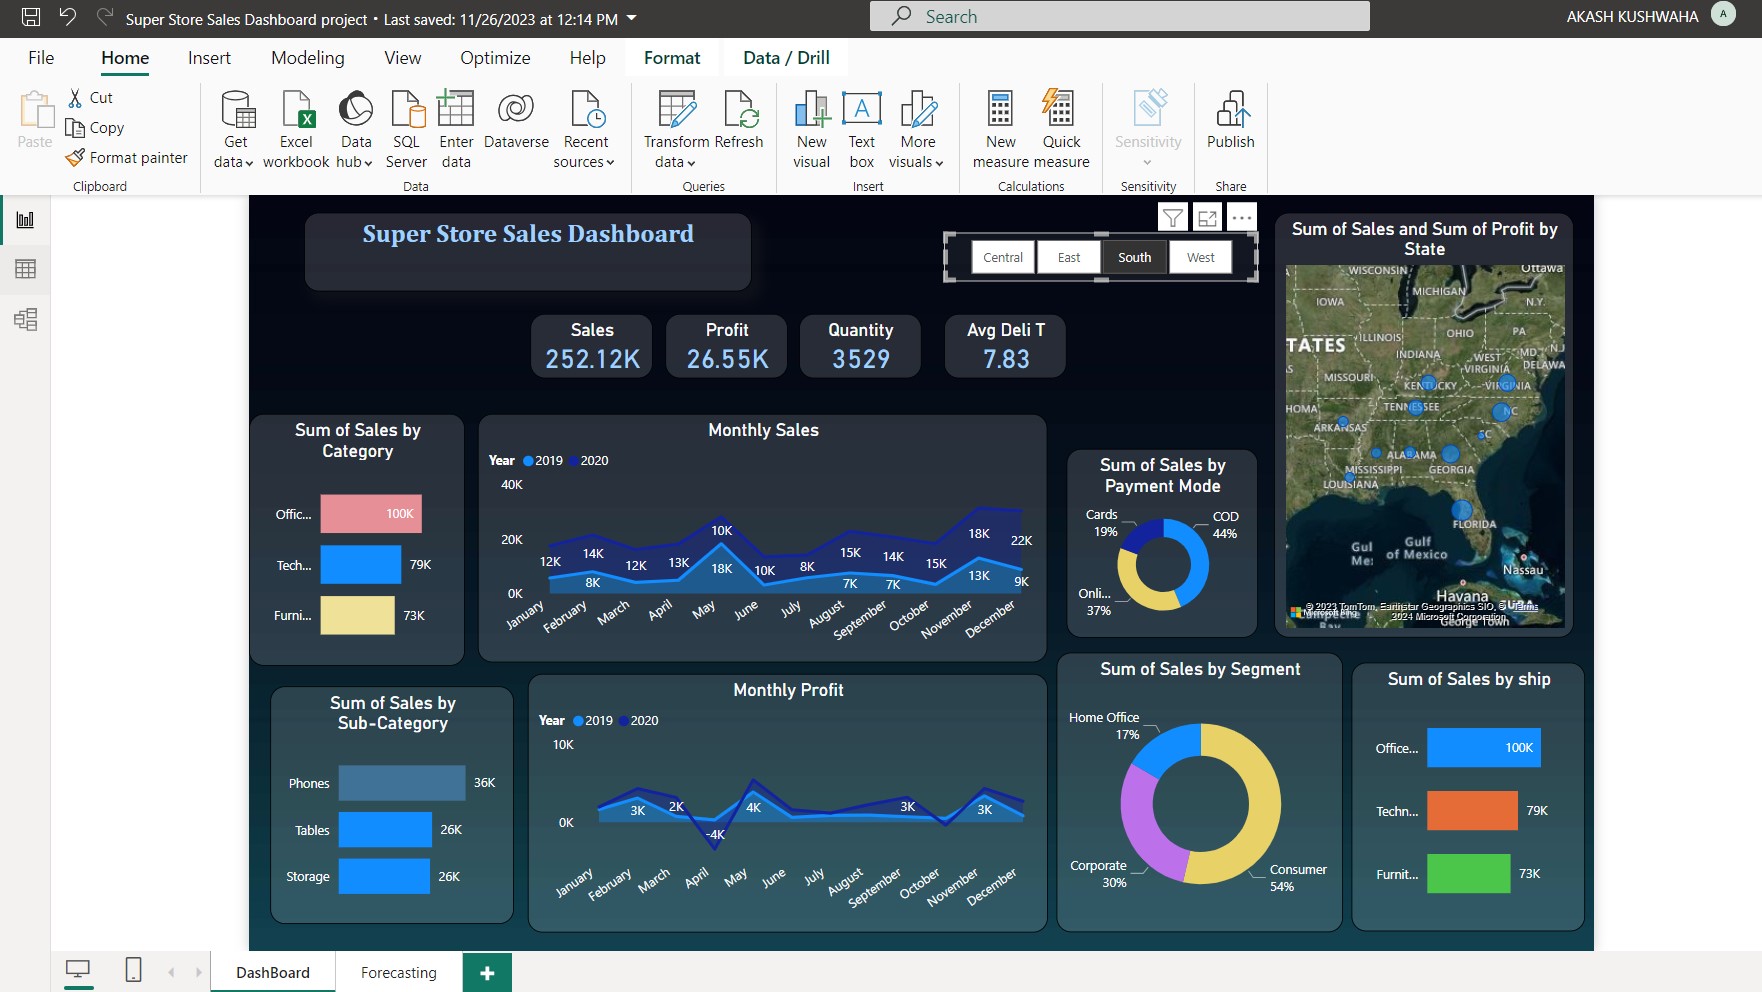 Super Store Sales Dashboard project • Last saved: 11/26/2023 at 12:14 PM
Search
AKASH KUSHWAHA
A
File
Home
Insert
Modeling
View
Optimize
Help
Format
Data / Drill
Paste
Cut
Copy
Format painter
Clipboard
Get data
Excel workbook
Data hub
SQL Server
Enter data
Dataverse
Recent sources
Data
Transform data
Refresh
Queries
New visual
Text box
More visuals
Insert
New measure
Quick measure
Calculations
Sensitivity
Sensitivity
Publish
Share
Super Store Sales Dashboard
Central
East
South
West
Sales
252.12K
Profit
26.55K
Quantity
3529
Avg Deli T
7.83
Sum of Sales and Sum of Profit by
State
WISCONSIN
Ottawa
MICHIGAN
IOWA
N.Y.
TATES
ILLINOIS
OHIO
PA
INDIANA
WEST VIRGINIA
MD
NJ
DELAWA
MISSOURI
KENTUCKY
VIRGINIA
HOMA
TENNESSEE
NC
ARKANSAS
SC
ALABAMA
MISSISSIPPI
GEORGIA
LOUISIANA
FLORIDA
Gul
Me:
Gulf
of Mexico
Nassau
Havana
CUBA
© 2023 TomTom, Earthstar Geographics SIO, ©
Terms
2024 Microsoft Corporation
Microsoft Bing
Campeche
Bay
George Town
Sum of Sales by
Category
Offic...
100K
Tech...
79K
Furni...
73K
Monthly Sales
Year
2019
2020
40K
20K
0K
12K
14K
12K
13K
10K
10K
8K
15K
14K
15K
18K
22K
8K
18K
7K
7K
13K
9K
January
February
March
April
May
June
July
August
September
October
November
December
Sum of Sales by
Payment Mode
Cards
19%
COD
44%
Onli...
37%
Sum of Sales by
Sub-Category
Phones
36K
Tables
26K
Storage
26K
Monthly Profit
Year
2019
2020
10K
0K
3K
2K
-4K
4K
3K
3K
January
February
March
April
May
June
July
August
September
October
November
December
Sum of Sales by Segment
Home Office
17%
Corporate
30%
Consumer
54%
Sum of Sales by ship
Office...
100K
Techn...
79K
Furnit...
73K
DashBoard
Forecasting